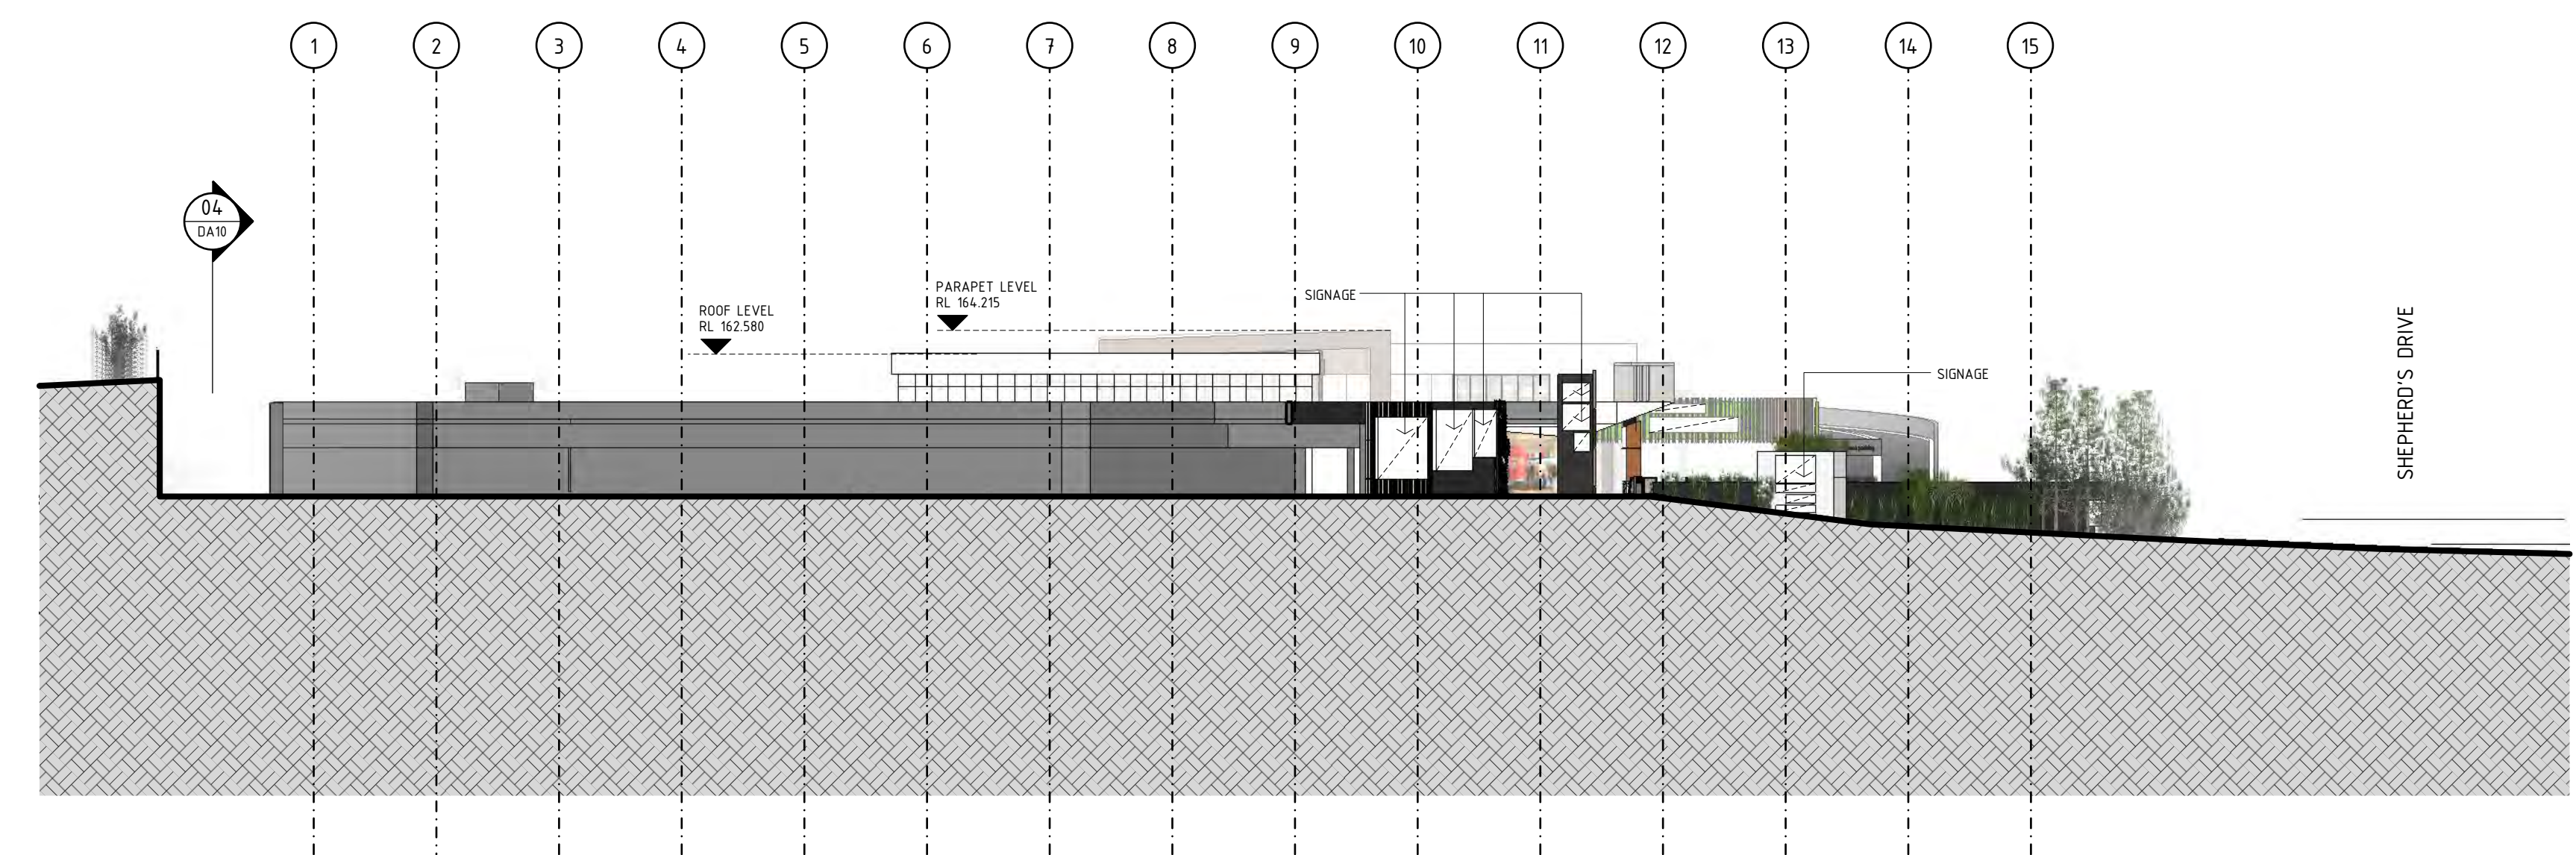 1 2 3 4 5 6 7 8 9 10 11 12 13 14 15
04
DA10
PARAPET LEVEL
RL 164.215
SIGNAGE
ROOF LEVEL
RL 162.580
SIGNAGE
SHEPHERD'S DRIVE